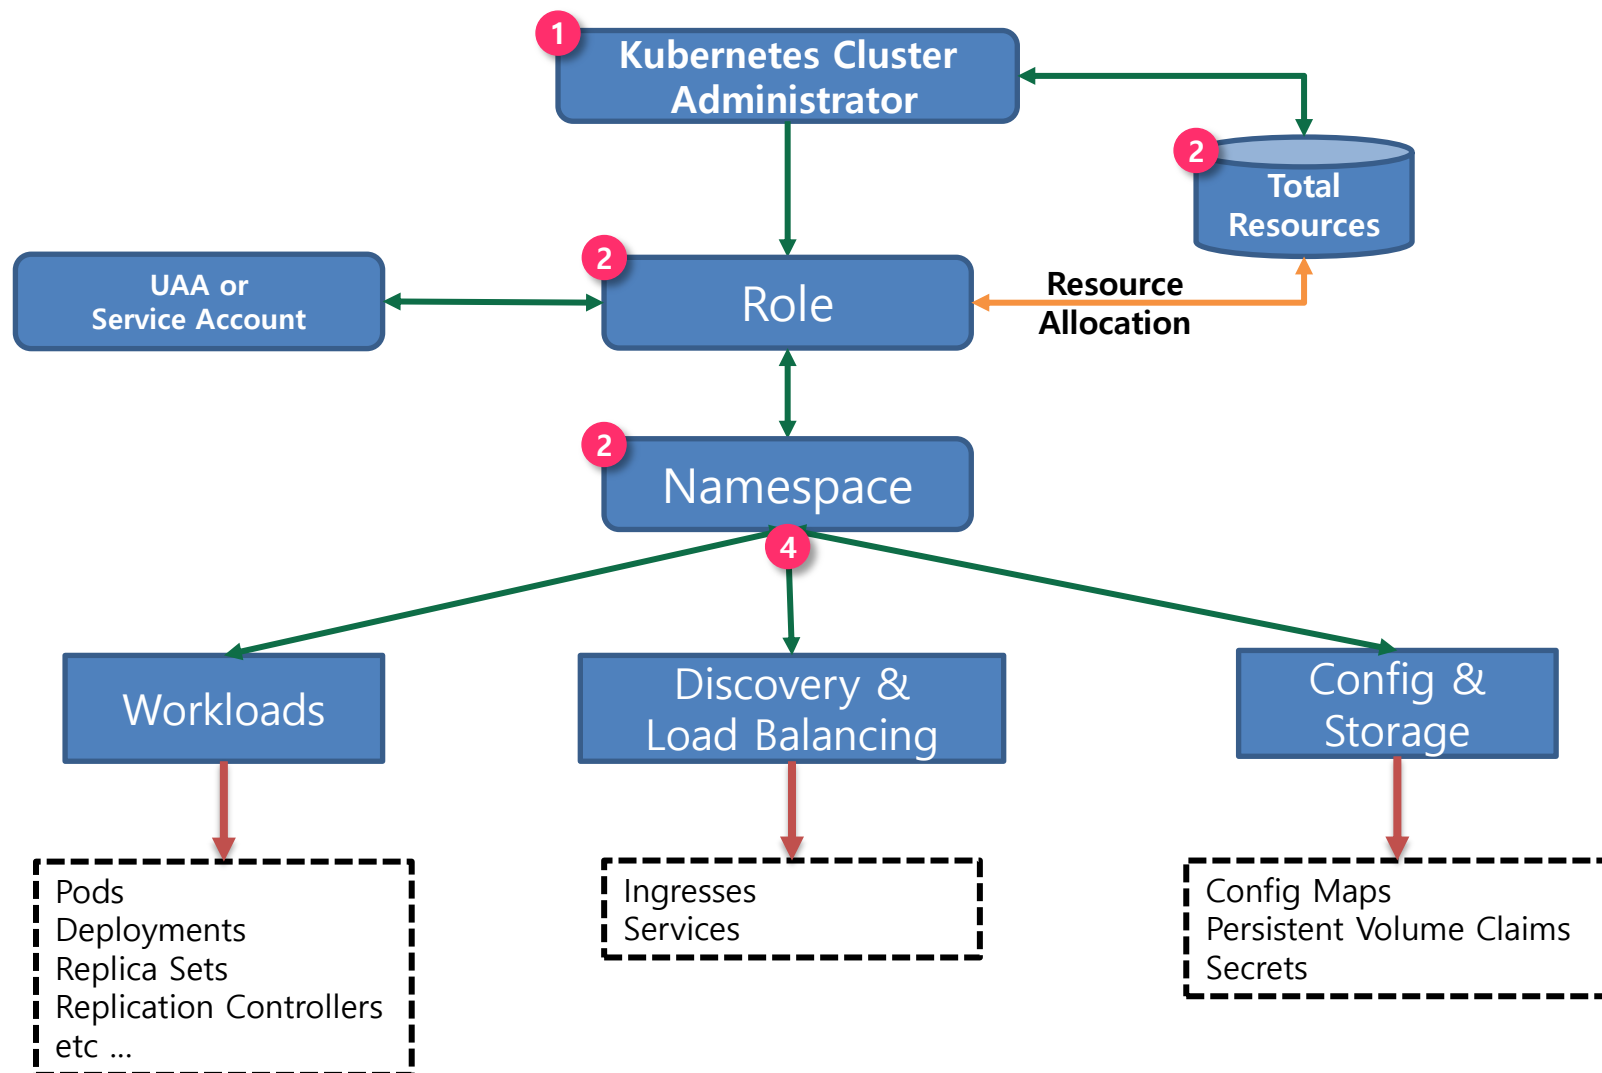 1
Kubernetes Cluster
Administrator
2
Total
Resources
UAA or
Service Account
2
Role
Resource
Allocation
2
Namespace
4
Workloads
Discovery &
Load Balancing
Config &
Storage
Pods
Deployments
Replica Sets
Replication Controllers
etc ...
Ingresses
Services
Config Maps
Persistent Volume Claims
Secrets